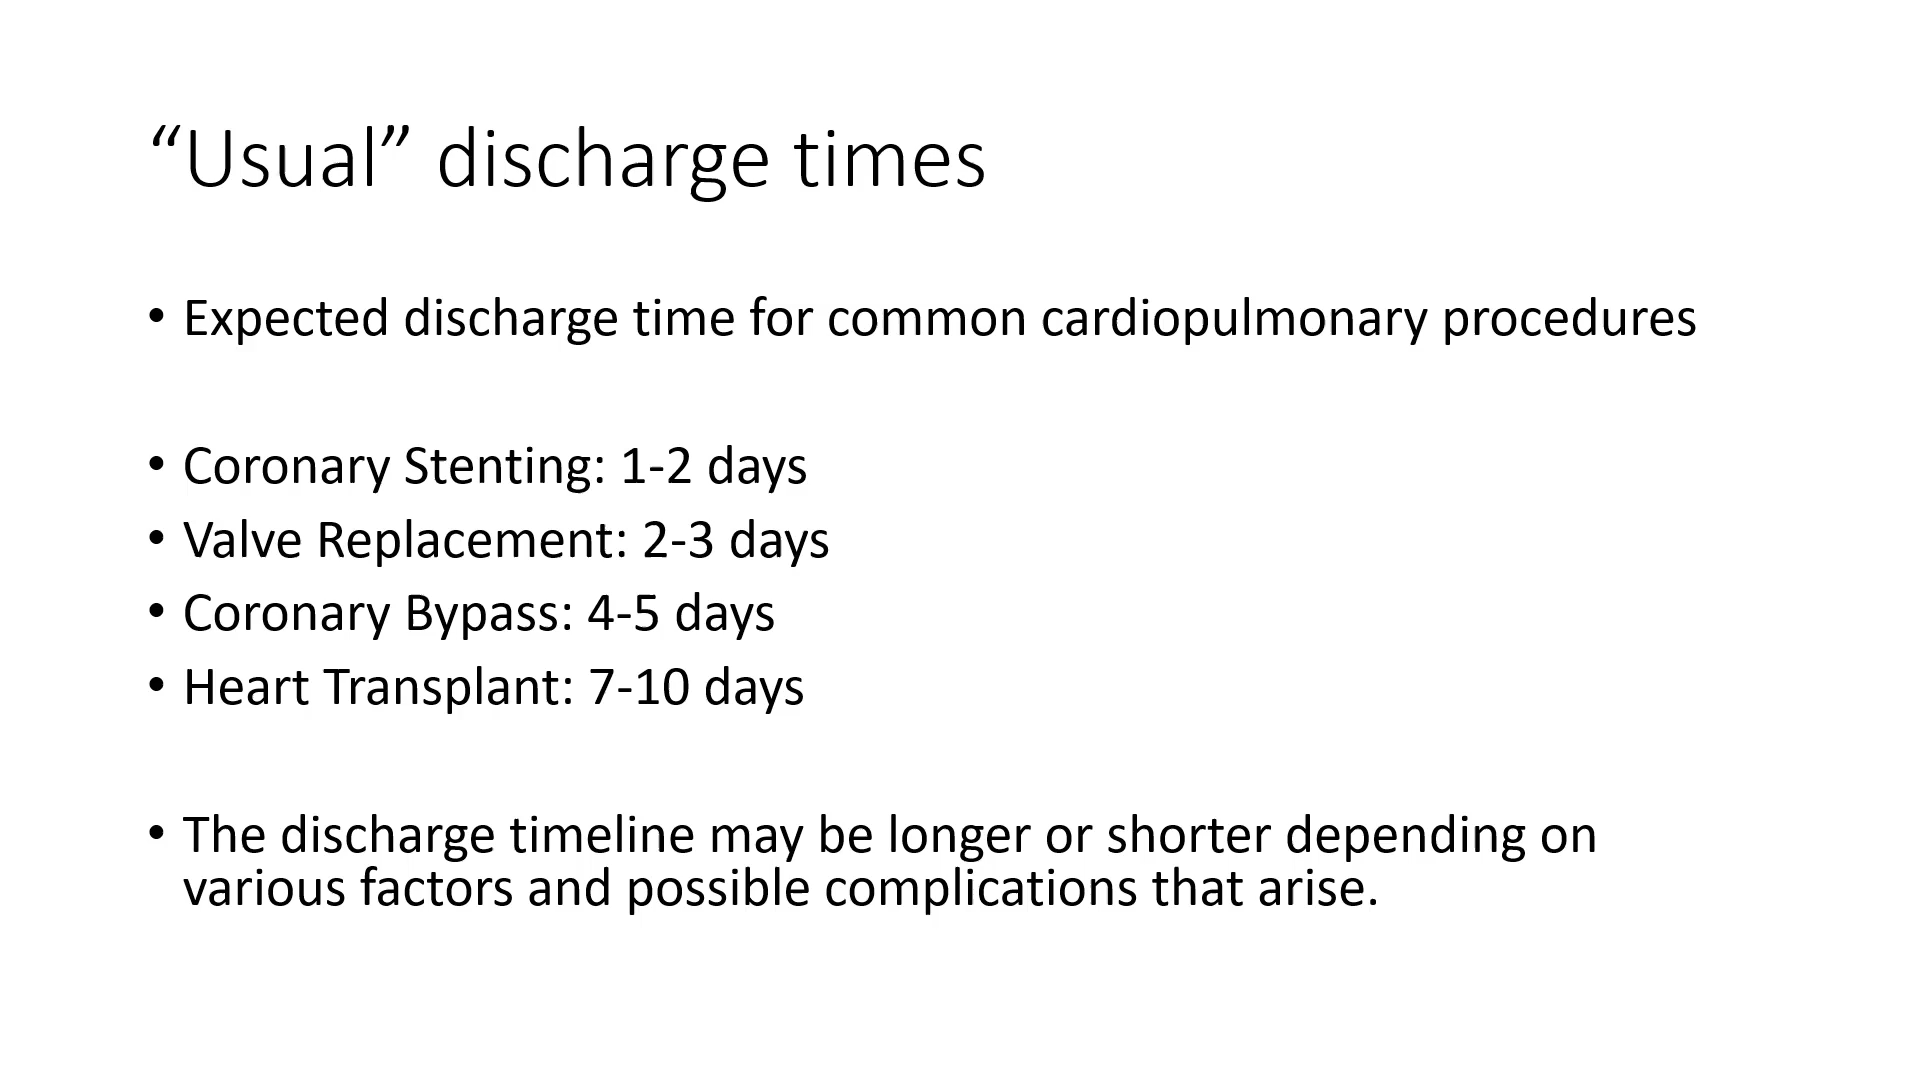 “Usual” discharge times
• Expected discharge time for common cardiopulmonary procedures
• Coronary Stenting: 1-2 days
• Valve Replacement: 2-3 days
• Coronary Bypass: 4-5 days
• Heart Transplant: 7-10 days
• The discharge timeline may be longer or shorter depending on
various factors and possible complications that arise.